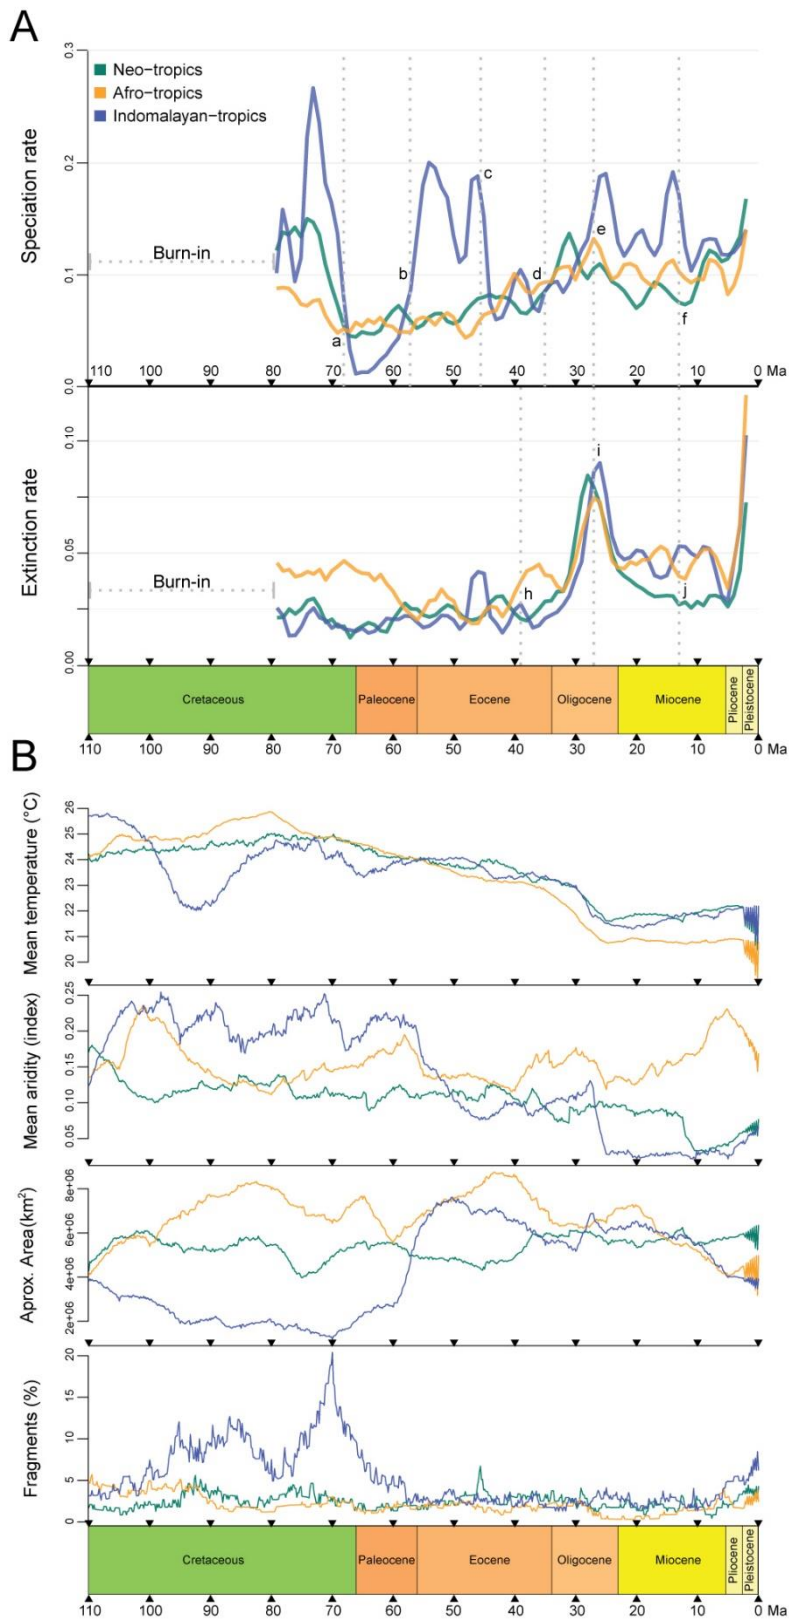 A
0.3
Neo-tropics
Afro-tropics
Indomalayan-tropics
Speciation rate
0.2
c
Burn-in
e
b
d
0.1
a
f
110 100 90 80 70 60 50 40 30 20 10 0 Ma
0.0
Extinction rate
0.10
i
0.05
Burn-in
h
j
0.00
Cretaceous Paleocene Eocene Oligocene Miocene Pliocene Pleistocene
110 100 90 80 70 60 50 40 30 20 10 0 Ma
B
Mean temperature (°C)
26
25
24
23
22
21
20
Mean aridity (index)
0.25
0.20
0.15
0.10
0.05
Aprox. Area(km²)
8e+06
6e+06
4e+06
2e+06
Fragments (%)
20
15
10
5
0
Cretaceous Paleocene Eocene Oligocene Miocene Pliocene Pleistocene
110 100 90 80 70 60 50 40 30 20 10 0 Ma